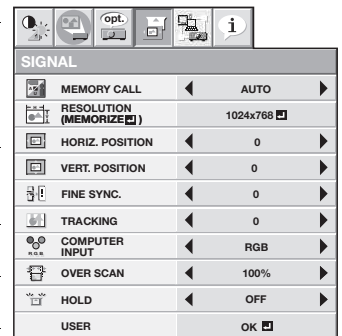 opt.
i
SIGNAL
MEMORY CALL AUTO
RESOLUTION (MEMORIZE) 1024x768
HORIZ. POSITION 0
VERT. POSITION 0
FINE SYNC. 0
TRACKING 0
R.G.B. COMPUTER INPUT RGB
OVER SCAN 100%
HOLD OFF
USER OK